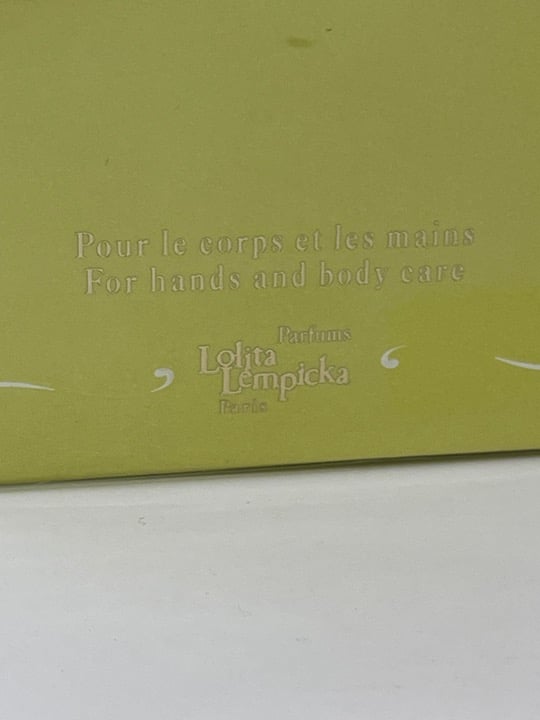 Pour le corps et les mains
For hands and body care
Parfums
Lolita
Lempicka
Paris